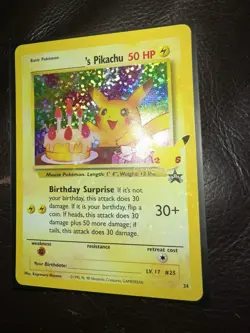 Basic Pokémon
's Pikachu 50 HP
Mouse Pokémon. Length: 1' 4", Weight: 13 lbs.
Birthday Surprise If it's not
your birthday, this attack does 30
damage. If it is your birthday, flip a
coin. If heads, this attack does 30
damage plus 50 more damage; if
tails, this attack does 30 damage.
30+
weakness
resistance
retreat cost
Your Birthdate:
LV. 17 #25
24